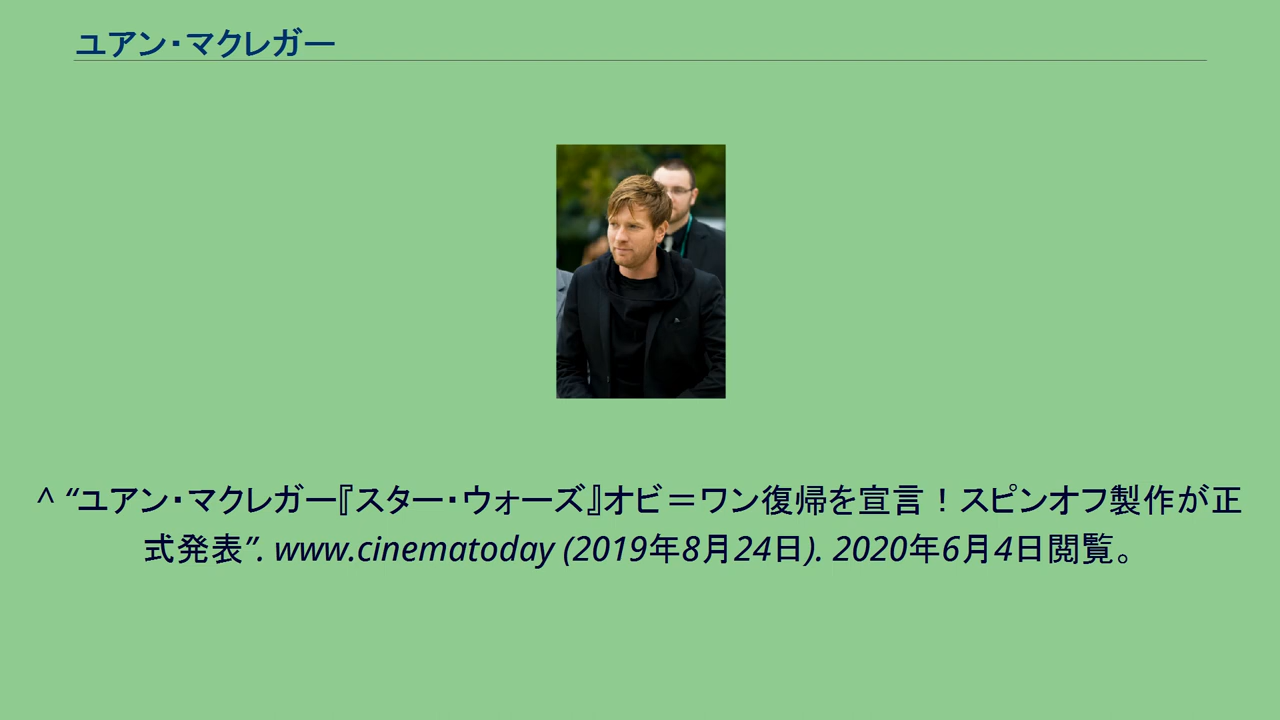 ユアン・マクレガー
^ “ユアン・マクレガー『スター・ウォーズ』オビ＝ワン復帰を宣言！スピンオフ製作が正
式発表”. www.cinematoday (2019年8月24日). 2020年6月4日閲覧。